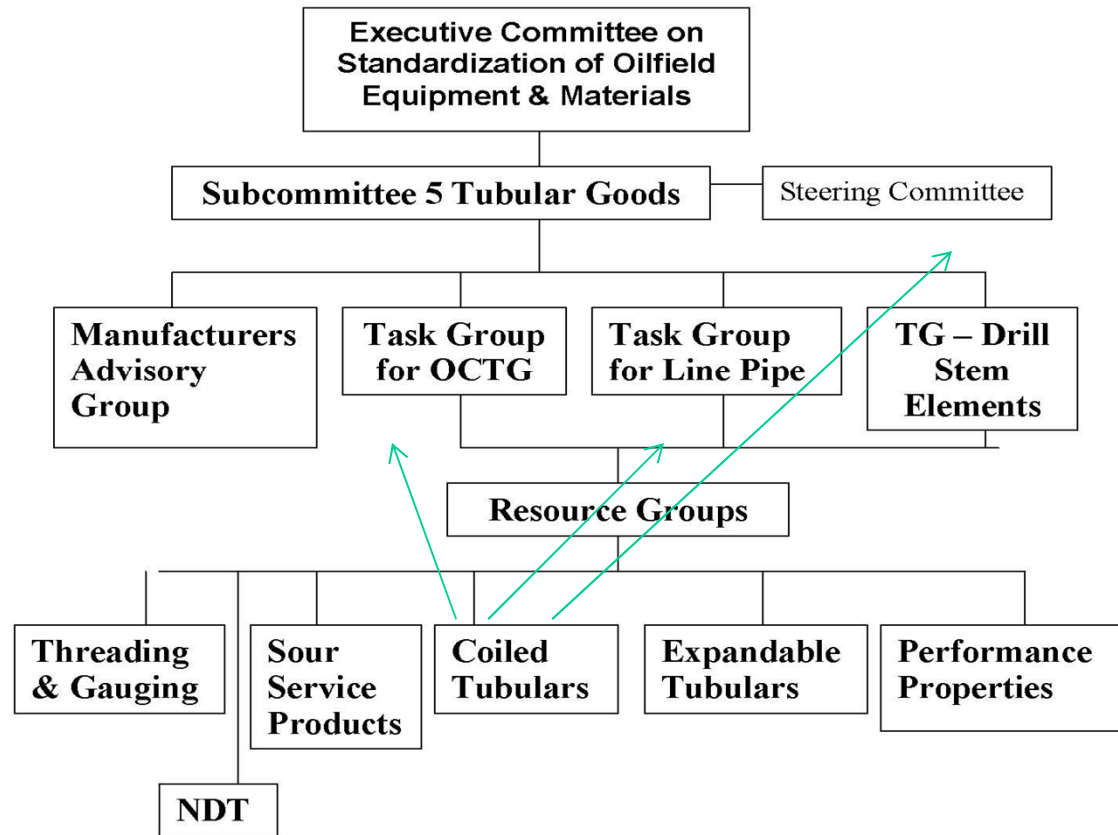 Executive Committee on
Standardization of Oilfield
Equipment & Materials
Subcommittee 5 Tubular Goods
Steering Committee
Manufacturers
Advisory
Group
Task Group
for OCTG
Task Group
for Line Pipe
TG – Drill
Stem
Elements
Resource Groups
Threading
& Gauging
Sour
Service
Products
Coiled
Tubulars
Expandable
Tubulars
Performance
Properties
NDT